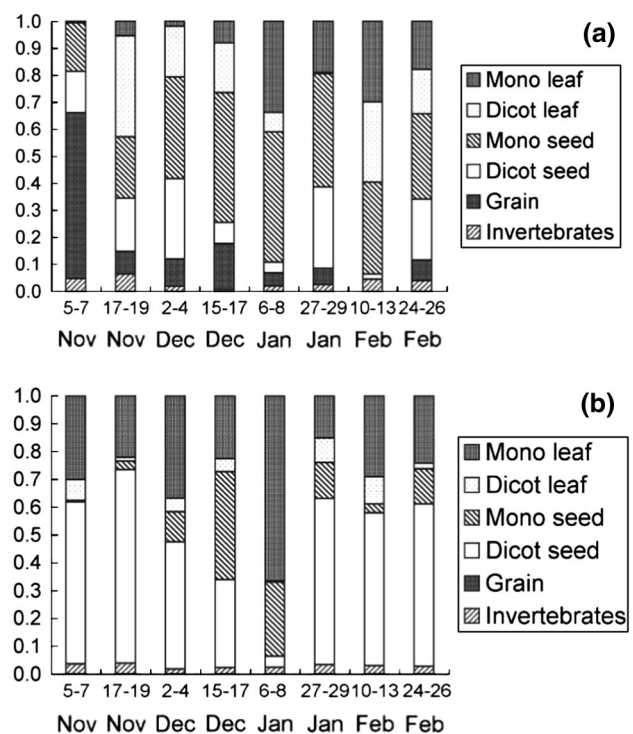 (a)
1.0
0.9
0.8
0.7
0.6
0.5
0.4
0.3
0.2
0.1
0.0
Mono leaf
Dicot leaf
Mono seed
Dicot seed
Grain
Invertebrates
5-7 17-19 2-4 15-17 6-8 27-29 10-13 24-26
Nov Nov Dec Dec Jan Jan Feb Feb
(b)
1.0
0.9
0.8
0.7
0.6
0.5
0.4
0.3
0.2
0.1
0.0
Mono leaf
Dicot leaf
Mono seed
Dicot seed
Grain
Invertebrates
5-7 17-19 2-4 15-17 6-8 27-29 10-13 24-26
Nov Nov Dec Dec Jan Jan Feb Feb